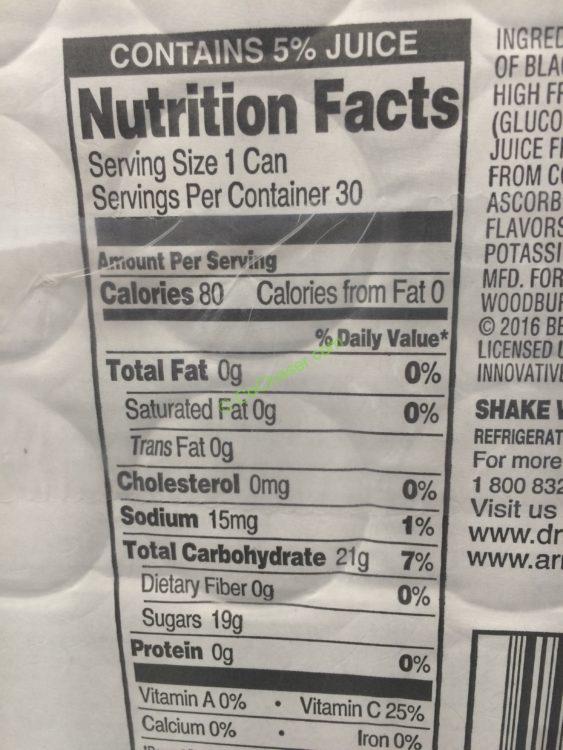 CONTAINS 5% JUICE
Nutrition Facts
Serving Size 1 Can
Servings Per Container 30
Amount Per Serving
Calories 80 Calories from Fat 0
% Daily Value*
Total Fat 0g 0%
Saturated Fat 0g 0%
Trans Fat 0g
Cholesterol 0mg 0%
Sodium 15mg 1%
Total Carbohydrate 21g 7%
Dietary Fiber 0g 0%
Sugars 19g
Protein 0g 0%
Vitamin A 0% • Vitamin C 25%
Calcium 0% • Iron 0%
INGRED
OF BLA
HIGH F
(GLUCO
JUICE F
FROM C
ASCORB
FLAVORS
POTASSI
MFD. FOR
WOODBU
© 2016 B
LICENSED
INNOVATIV
SHAKE
REFRIGERAT
For more
1 800 832
Visit us
www.dr
www.ar